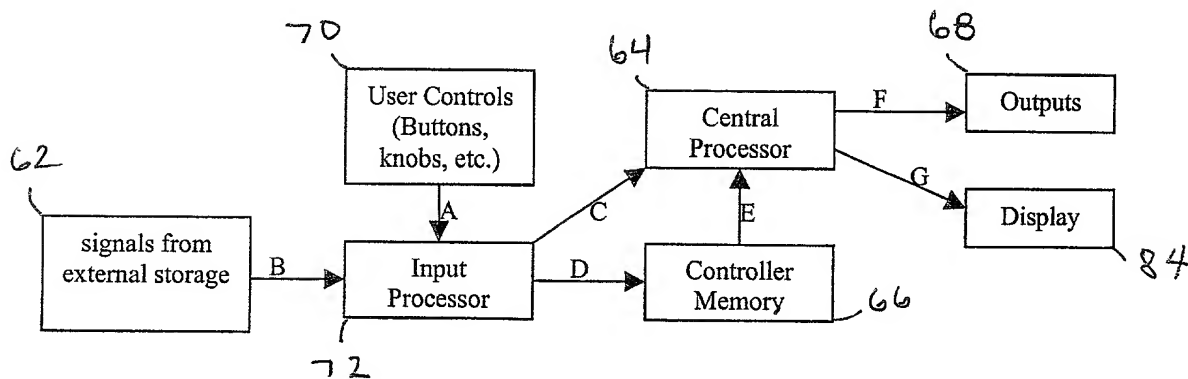 70
64
68
User Controls
(Buttons,
knobs, etc.)
Central
Processor
F
Outputs
62
G
A
C
E
Display
signals from
external storage
B
Input
Processor
D
Controller
Memory
84
66
72